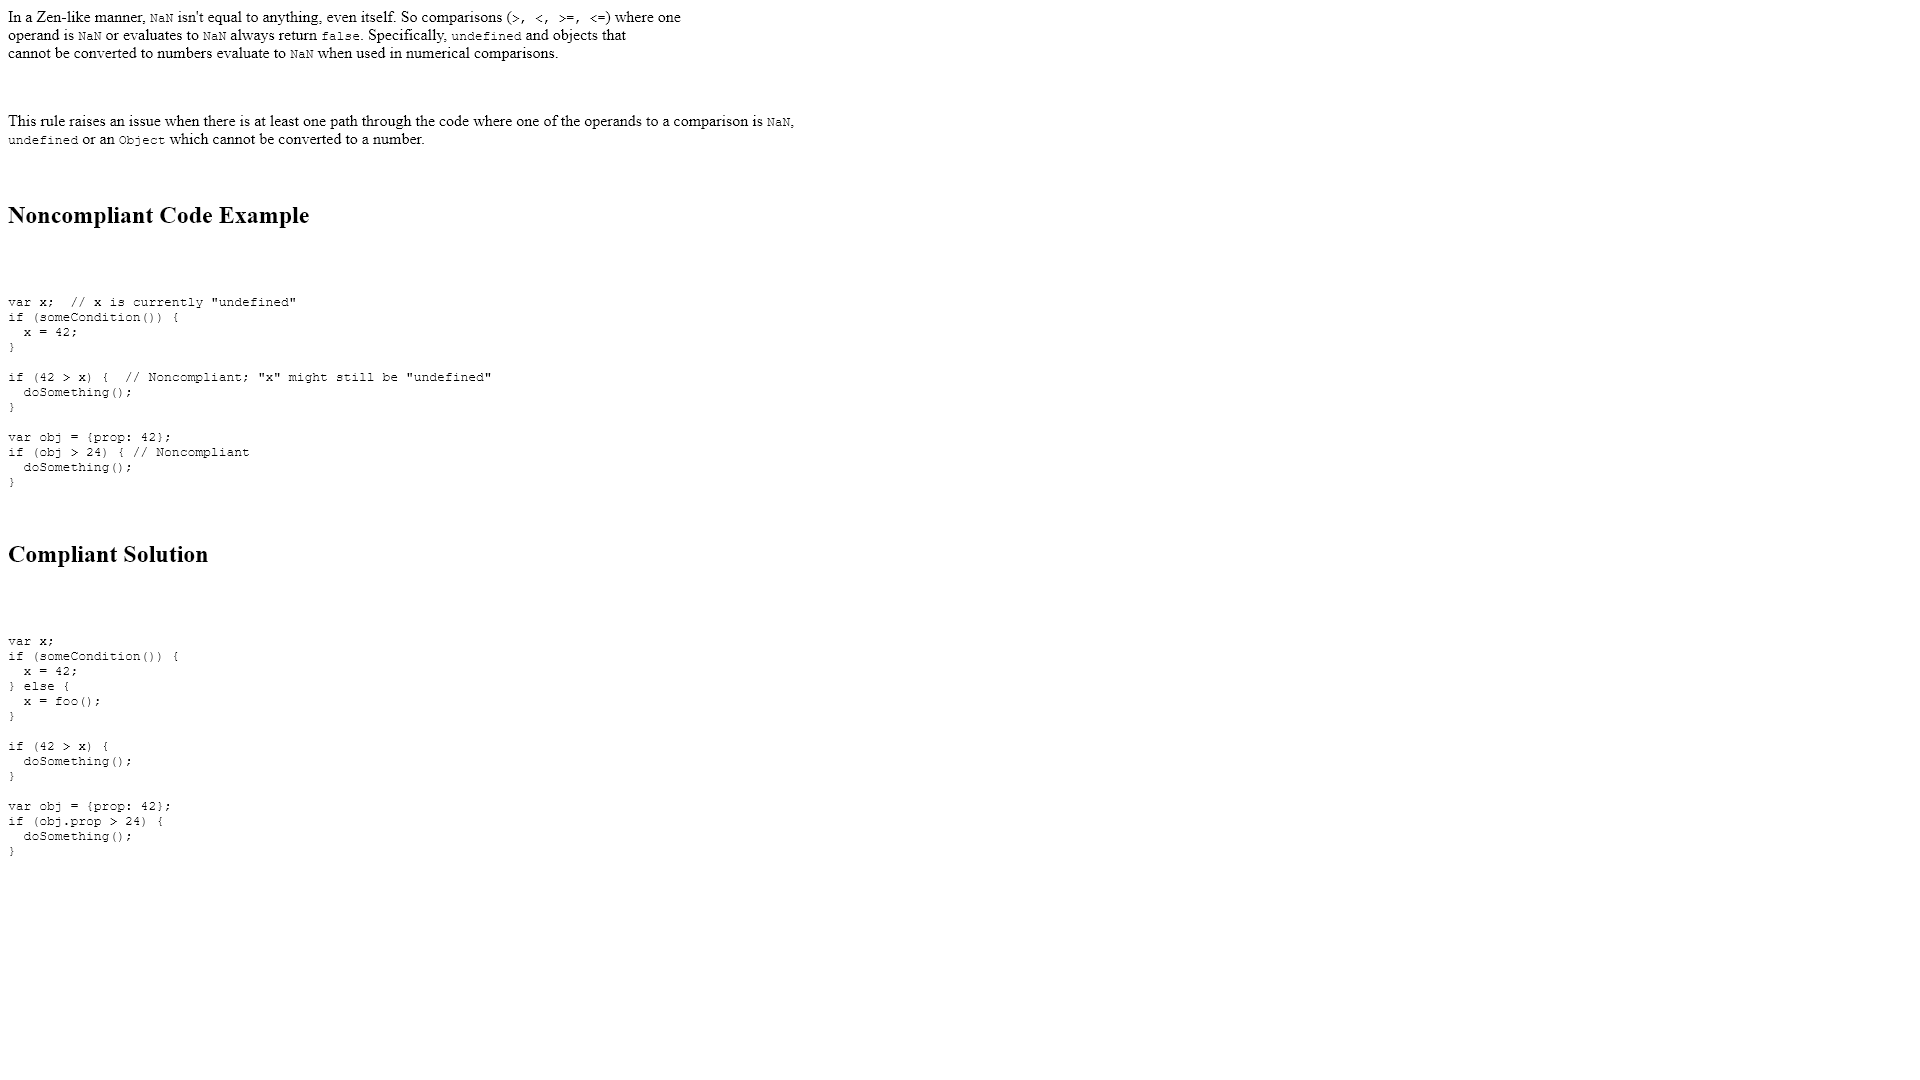 In a Zen-like manner, NaN isn't equal to anything, even itself. So comparisons (>, <, >=, <=) where one
operand is NaN or evaluates to NaN always return false. Specifically, undefined and objects that
cannot be converted to numbers evaluate to NaN when used in numerical comparisons.
This rule raises an issue when there is at least one path through the code where one of the operands to a comparison is NaN,
undefined or an Object which cannot be converted to a number.
Noncompliant Code Example
var x;  // x is currently "undefined"
if (someCondition()) {
  x = 42;
}
if (42 > x) {  // Noncompliant; "x" might still be "undefined"
  doSomething();
}
var obj = {prop: 42};
if (obj > 24) { // Noncompliant
  doSomething();
}
Compliant Solution
var x;
if (someCondition()) {
  x = 42;
} else {
  x = foo();
}
if (42 > x) {
  doSomething();
}
var obj = {prop: 42};
if (obj.prop > 24) {
  doSomething();
}